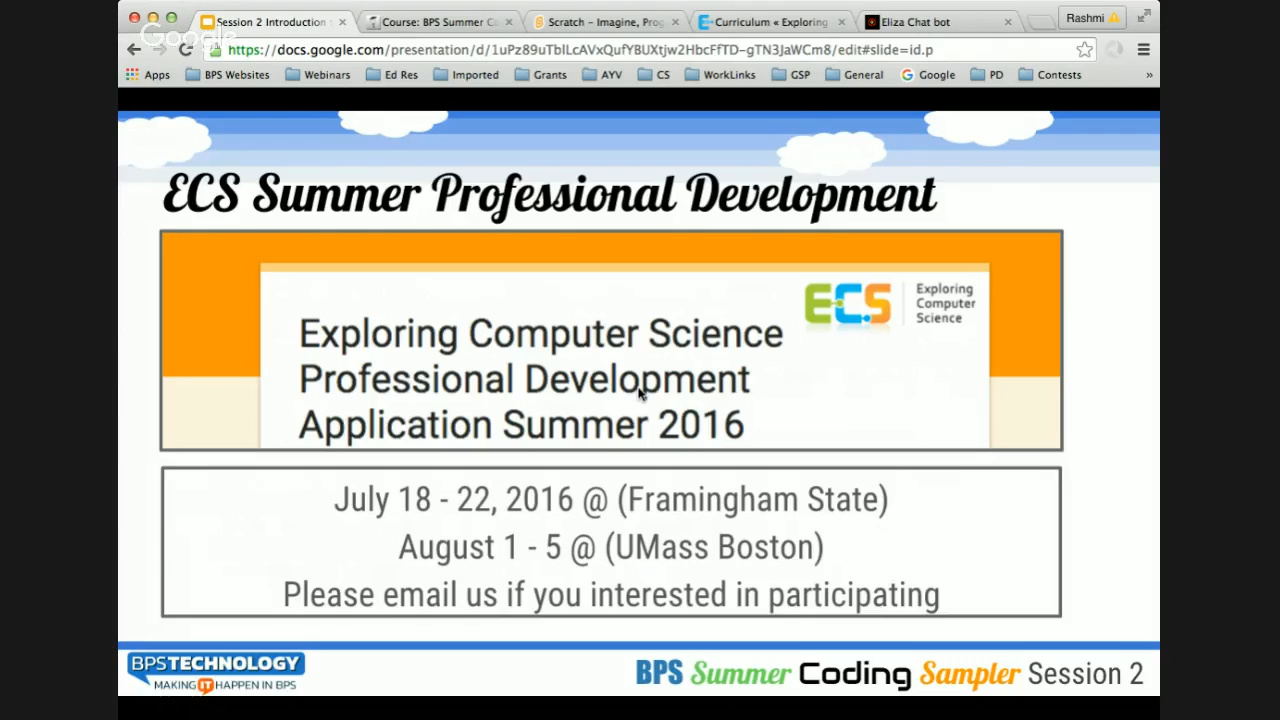 Session 2 Introduction
Course: BPS Summer C
Scratch – Imagine, Prog
Curriculum « Exploring
Eliza Chat bot
Rashmi
Google
https://docs.google.com/presentation/d/
/edit#slide=id.p
Apps
BPS Websites
Webinars
Ed Res
Imported
Grants
AYV
CS
WorkLinks
GSP
General
Google
PD
Contests
»
ECS Summer Professional Development
ECS
Exploring
Computer
Science
Exploring Computer Science
Professional Development
Application Summer 2016
July 18 - 22, 2016 @ (Framingham State)
August 1 - 5 @ (UMass Boston)
Please email us if you interested in participating
BPSTECHNOLOGY
MAKING IT HAPPEN IN BPS
BPS Summer Coding Sampler Session 2